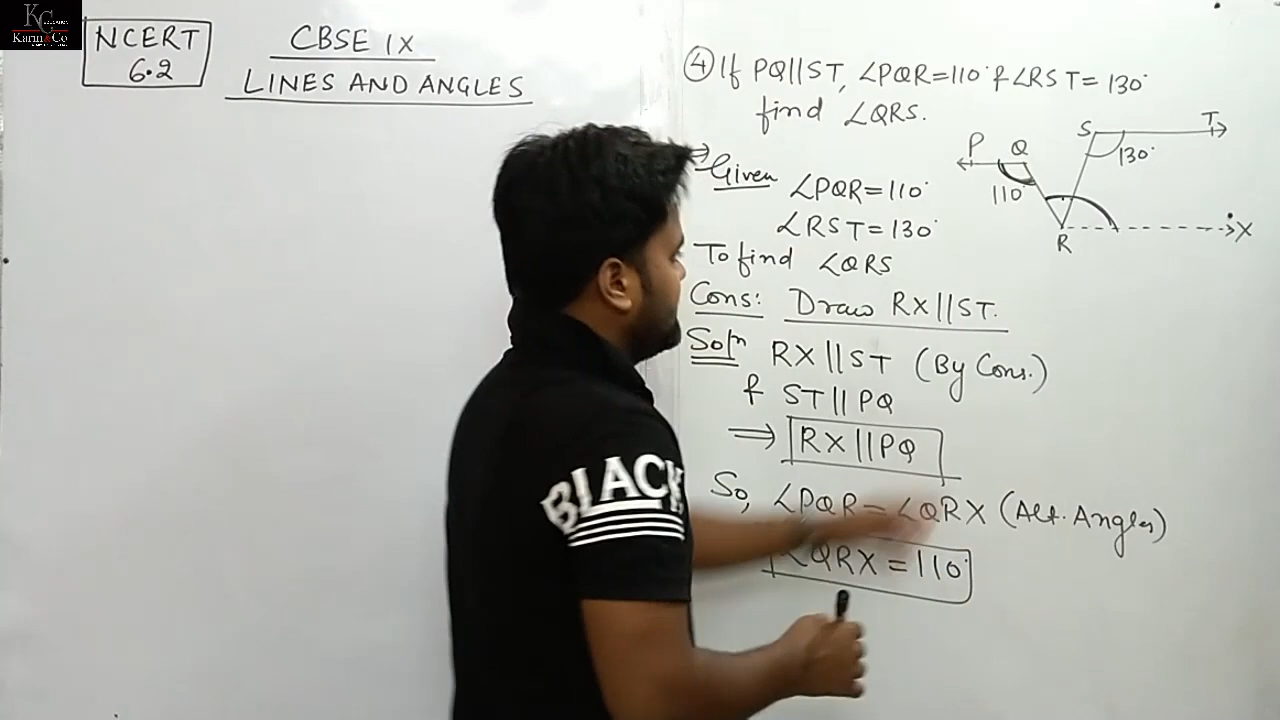 KC
EDUCATION
Karin&Co
NCERT
6.2
CBSE IX
LINES AND ANGLES
④ If PQ||ST, ∠PQR=110° & ∠RST=130°
find ∠QRS.
⇒ Given ∠PQR=110°
∠RST=130°
To find ∠QRS
Cons: Draw RX||ST.
Solⁿ RX||ST (By Cons.)
& ST||PQ
⇒ RX||PQ
So, ∠PQR=∠QRX (Alt. Angles)
∠QRX=110°
P Q S T
110° 130°
R X
BLACK